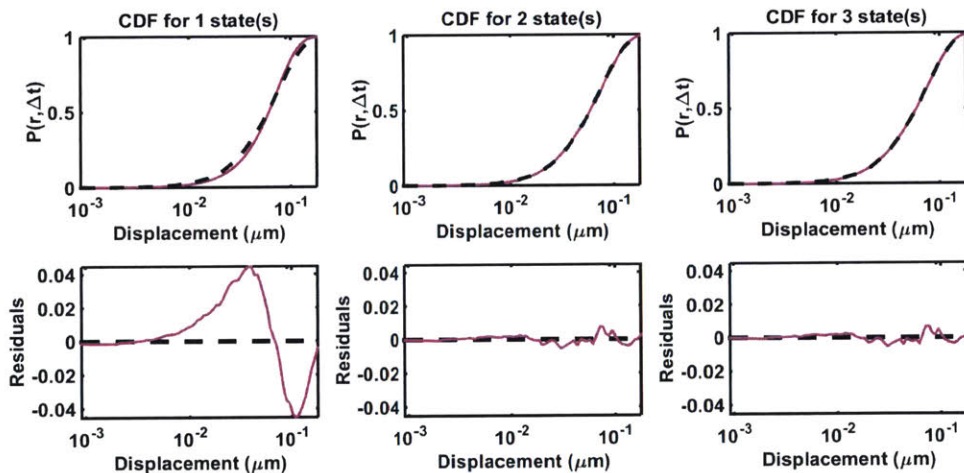 CDF for 1 state(s)
CDF for 2 state(s)
CDF for 3 state(s)
P(r,Δt)
1
0.5
0
10⁻³
10⁻²
10⁻¹
Displacement (μm)
P(r,Δt)
1
0.5
0
10⁻³
10⁻²
10⁻¹
Displacement (μm)
P(r,Δt)
1
0.5
0
10⁻³
10⁻²
10⁻¹
Displacement (μm)
Residuals
0.04
0.02
0
-0.02
-0.04
10⁻³
10⁻²
10⁻¹
Displacement (μm)
Residuals
0.04
0.02
0
-0.02
-0.04
10⁻³
10⁻²
10⁻¹
Displacement (μm)
Residuals
0.04
0.02
0
-0.02
-0.04
10⁻³
10⁻²
10⁻¹
Displacement (μm)